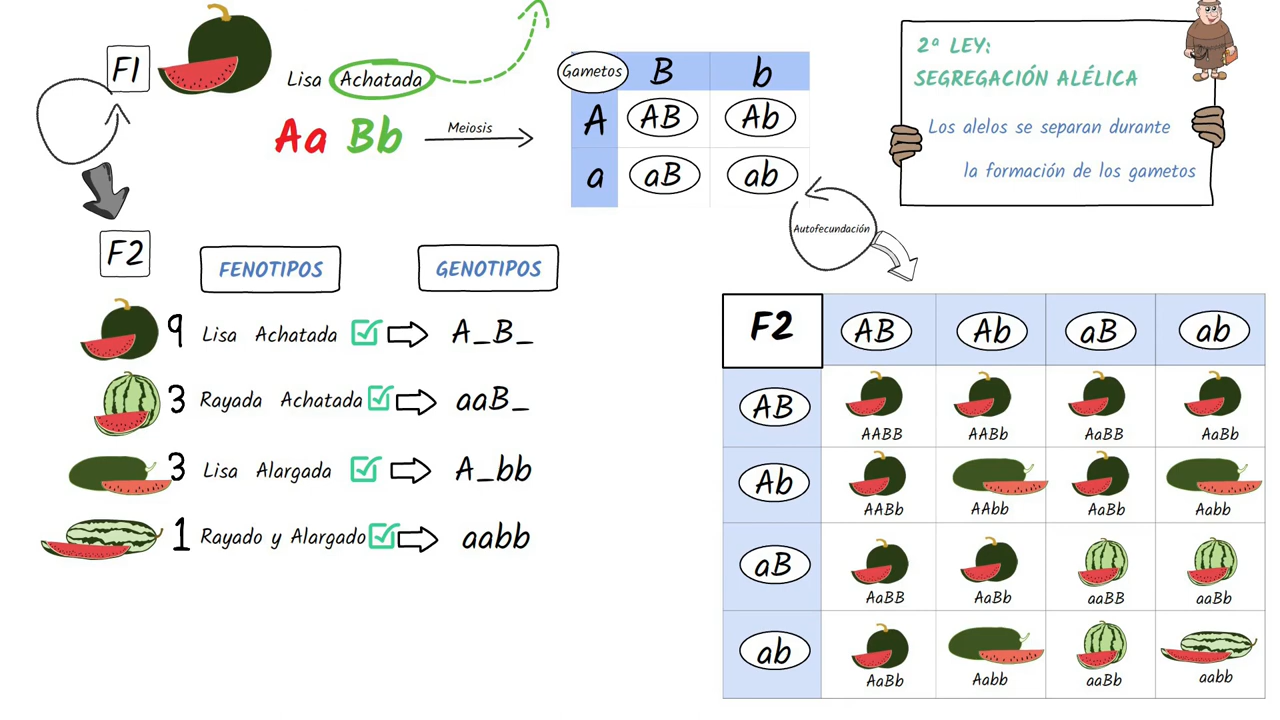 F1
Lisa Achatada
Aa Bb
Meiosis
Gametos B b
A AB Ab
a aB ab
2ª LEY:
SEGREGACIÓN ALÉLICA
Los alelos se separan durante
la formación de los gametos
Autofecundación
F2
FENOTIPOS GENOTIPOS
9 Lisa Achatada A_B_
3 Rayada Achatada aaB_
3 Lisa Alargada A_bb
1 Rayado y Alargado aabb
F2 AB Ab aB ab
AB AABB AABb AaBB AaBb
Ab AABb AAbb AaBb Aabb
aB AaBB AaBb aaBB aaBb
ab AaBb Aabb aaBb aabb